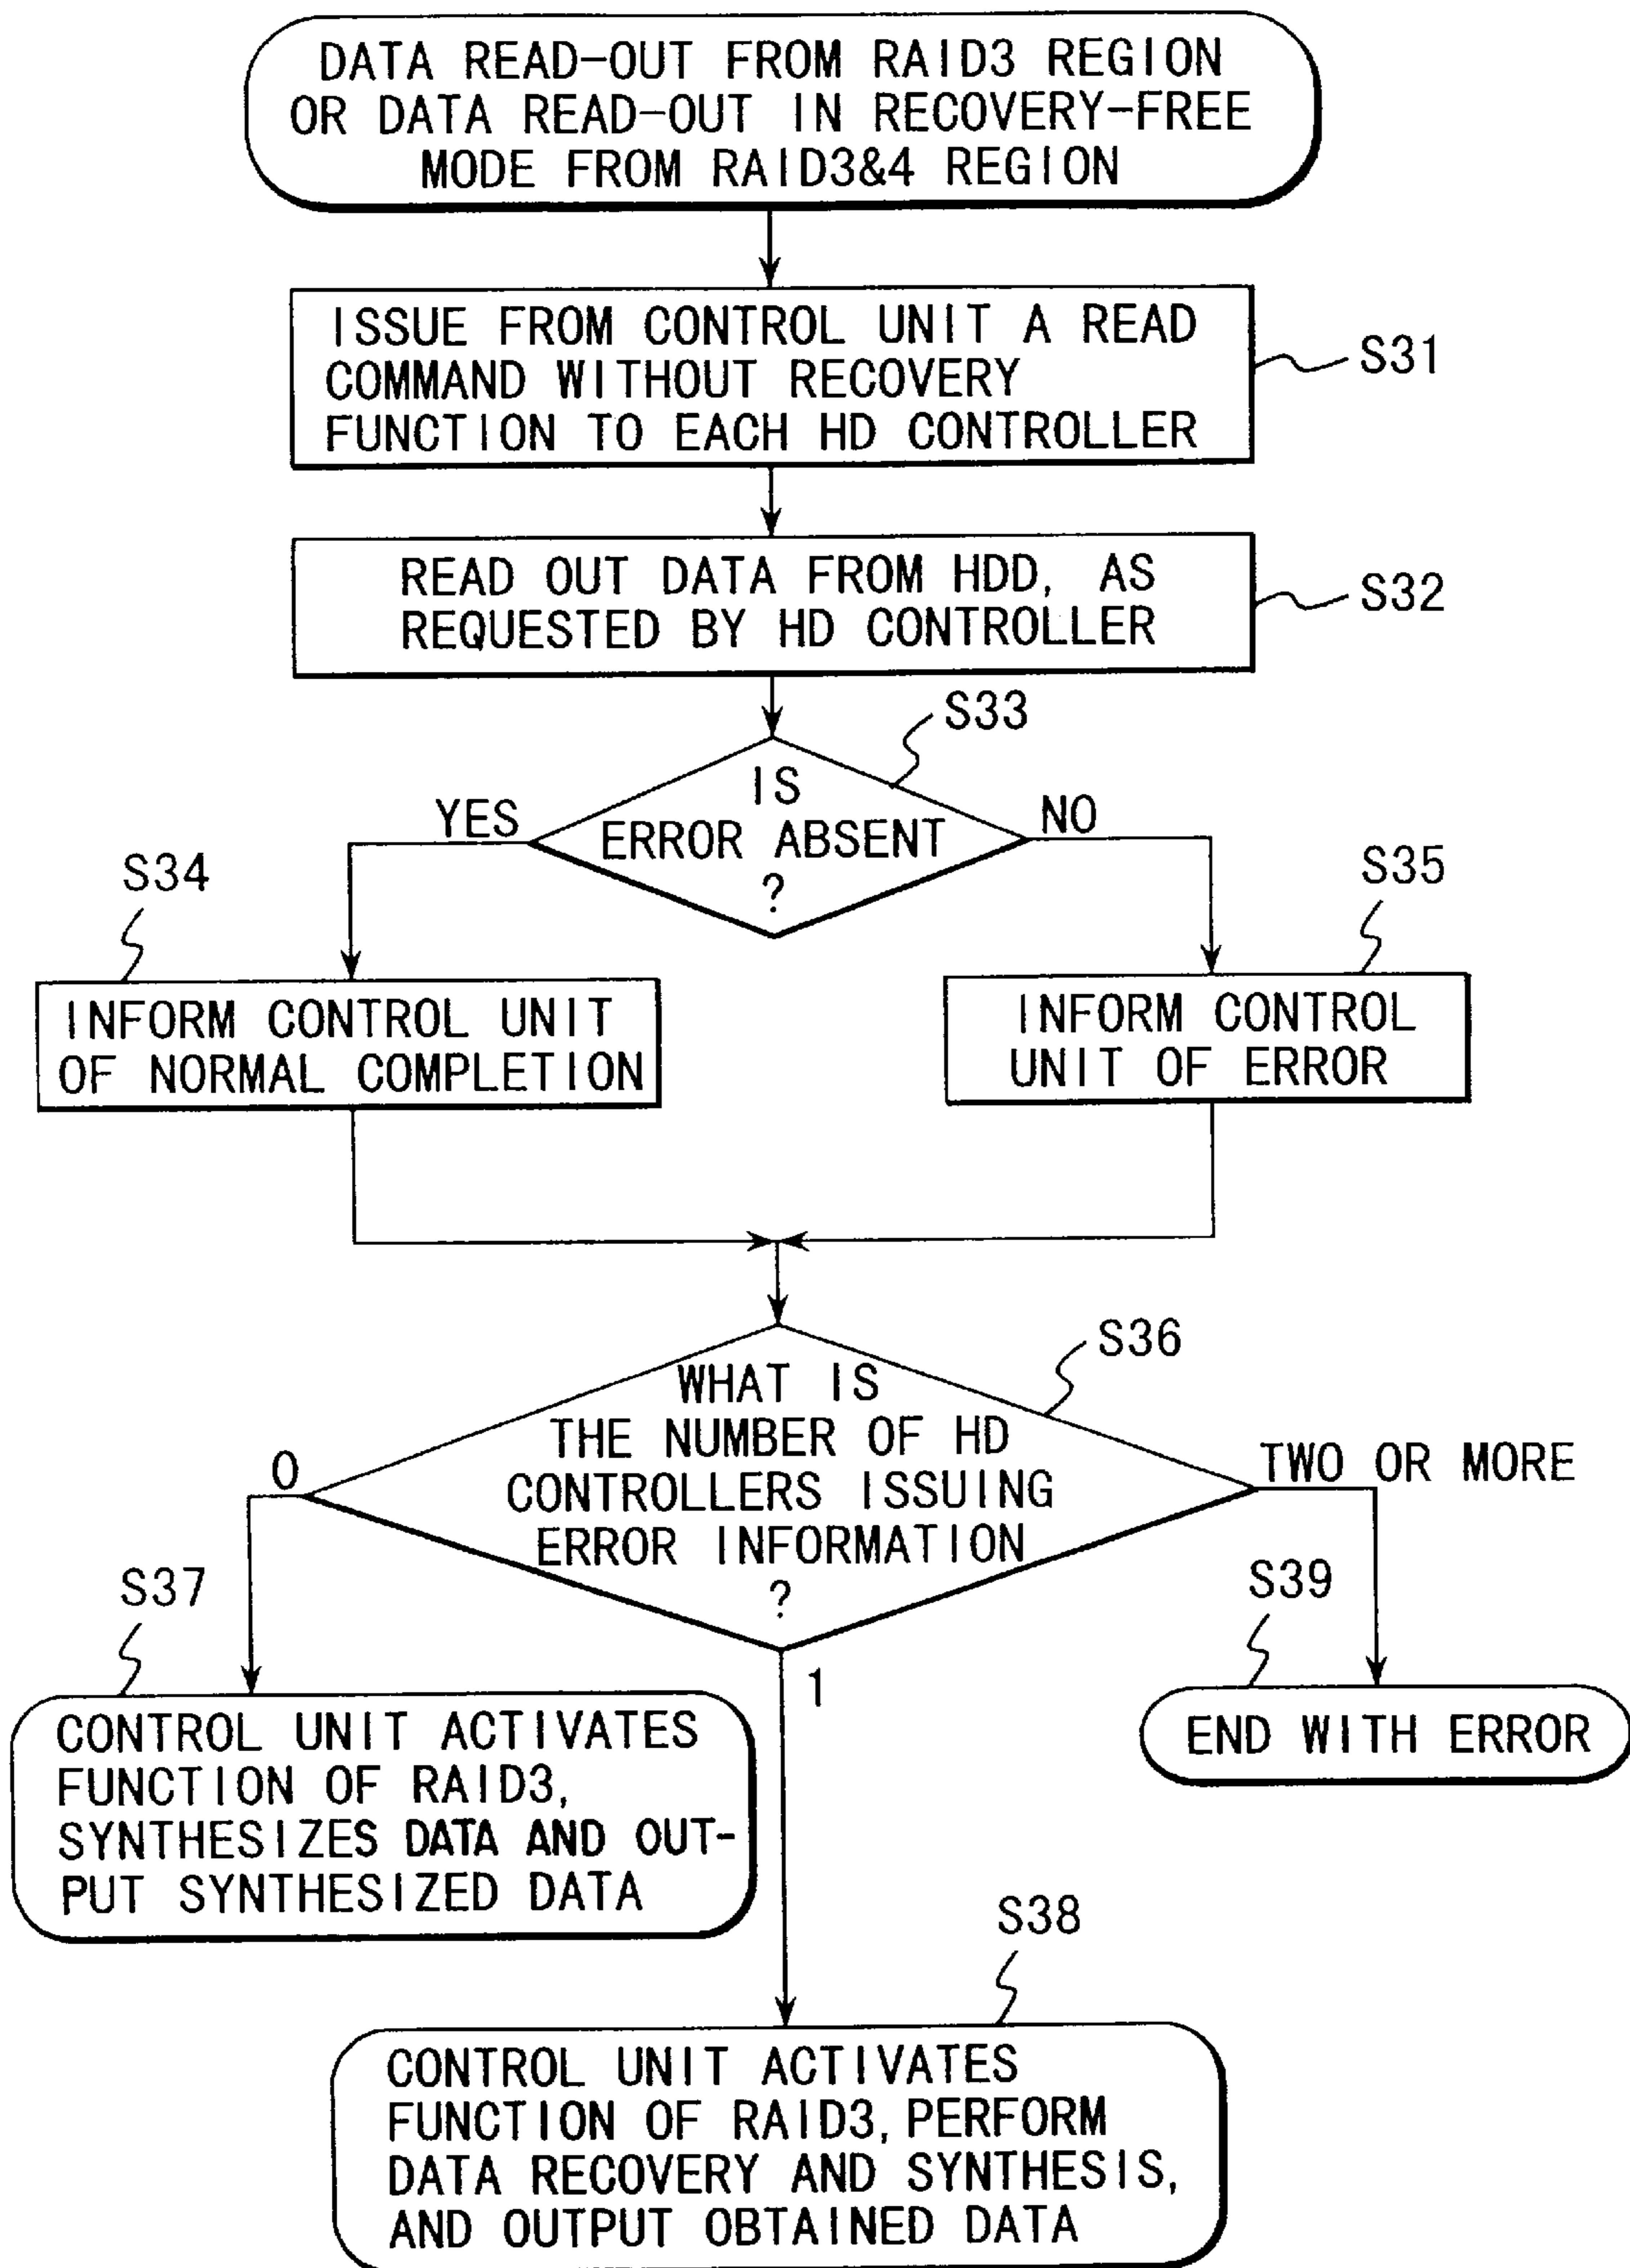 DATA READ-OUT FROM RAID3 REGION
OR DATA READ-OUT IN RECOVERY-FREE
MODE FROM RAID3&4 REGION
ISSUE FROM CONTROL UNIT A READ
COMMAND WITHOUT RECOVERY
FUNCTION TO EACH HD CONTROLLER
S31
READ OUT DATA FROM HDD, AS
REQUESTED BY HD CONTROLLER
S32
S33
IS
ERROR ABSENT
?
YES
NO
S34
S35
INFORM CONTROL UNIT
OF NORMAL COMPLETION
INFORM CONTROL
UNIT OF ERROR
S36
WHAT IS
THE NUMBER OF HD
CONTROLLERS ISSUING
ERROR INFORMATION
?
0
TWO OR MORE
1
S37
S39
CONTROL UNIT ACTIVATES
FUNCTION OF RAID3,
SYNTHESIZES DATA AND OUT-
PUT SYNTHESIZED DATA
END WITH ERROR
S38
CONTROL UNIT ACTIVATES
FUNCTION OF RAID3, PERFORM
DATA RECOVERY AND SYNTHESIS,
AND OUTPUT OBTAINED DATA